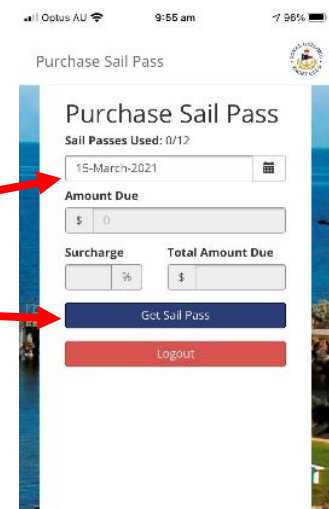 Optus AU 9:55 am 96%
Purchase Sail Pass
Purchase Sail Pass
Sail Passes Used: 0/12
15-March-2021
Amount Due
$ 0
Surcharge Total Amount Due
% $
Get Sail Pass
Logout